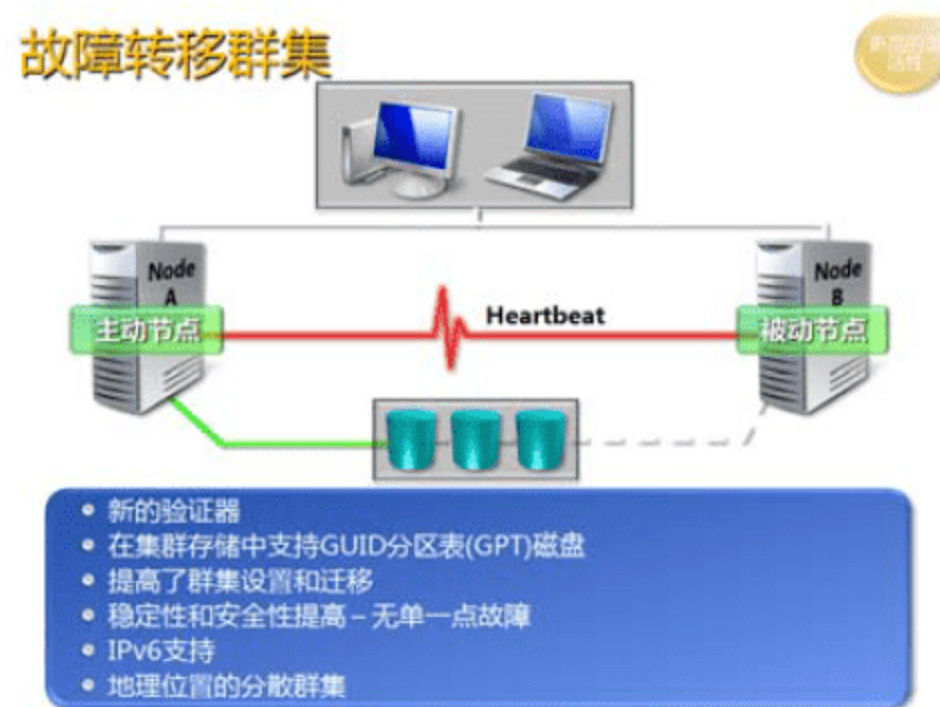 故障转移群集
Node
A
主动节点
Heartbeat
Node
B
被动节点
新的验证器
在集群存储中支持GUID分区表(GPT)磁盘
提高了群集设置和迁移
稳定性和安全性提高 – 无单一点故障
IPv6支持
地理位置的分散群集